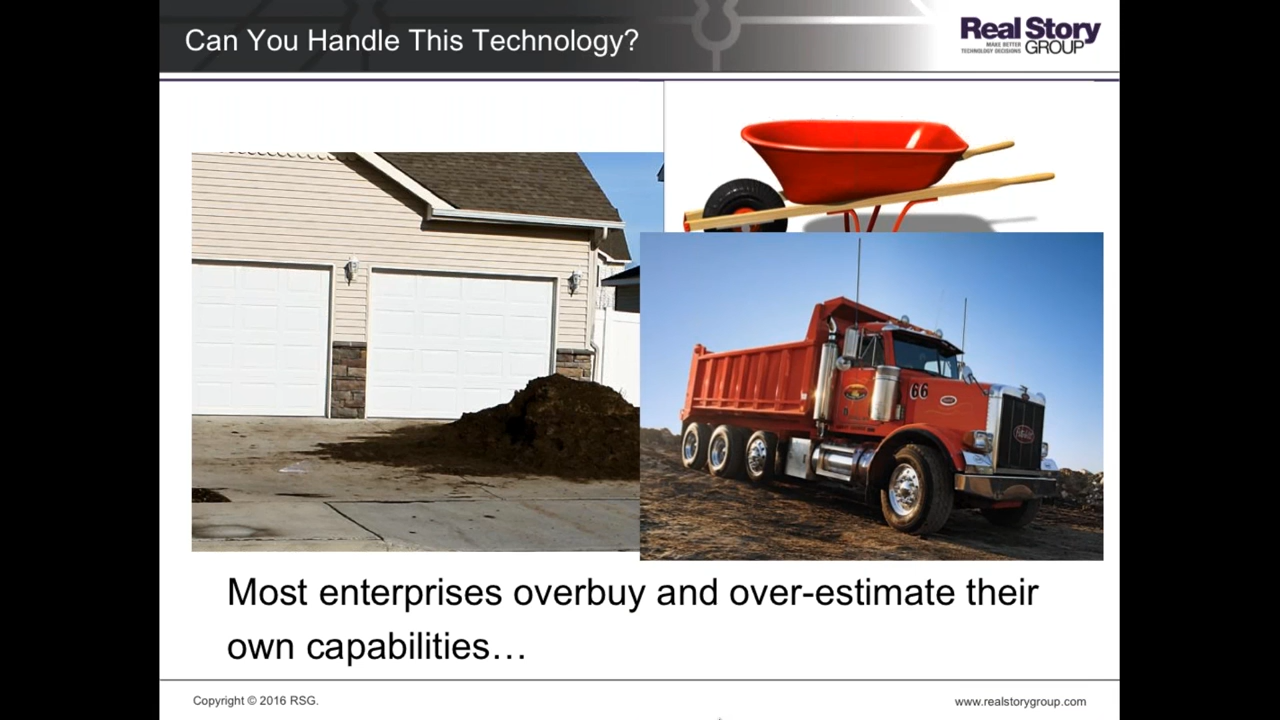 Can You Handle This Technology?
Real Story
MAKE BETTER
TECHNOLOGY DECISIONS
GROUP
66
Most enterprises overbuy and over-estimate their
own capabilities…
Copyright © 2016 RSG.
www.realstorygroup.com